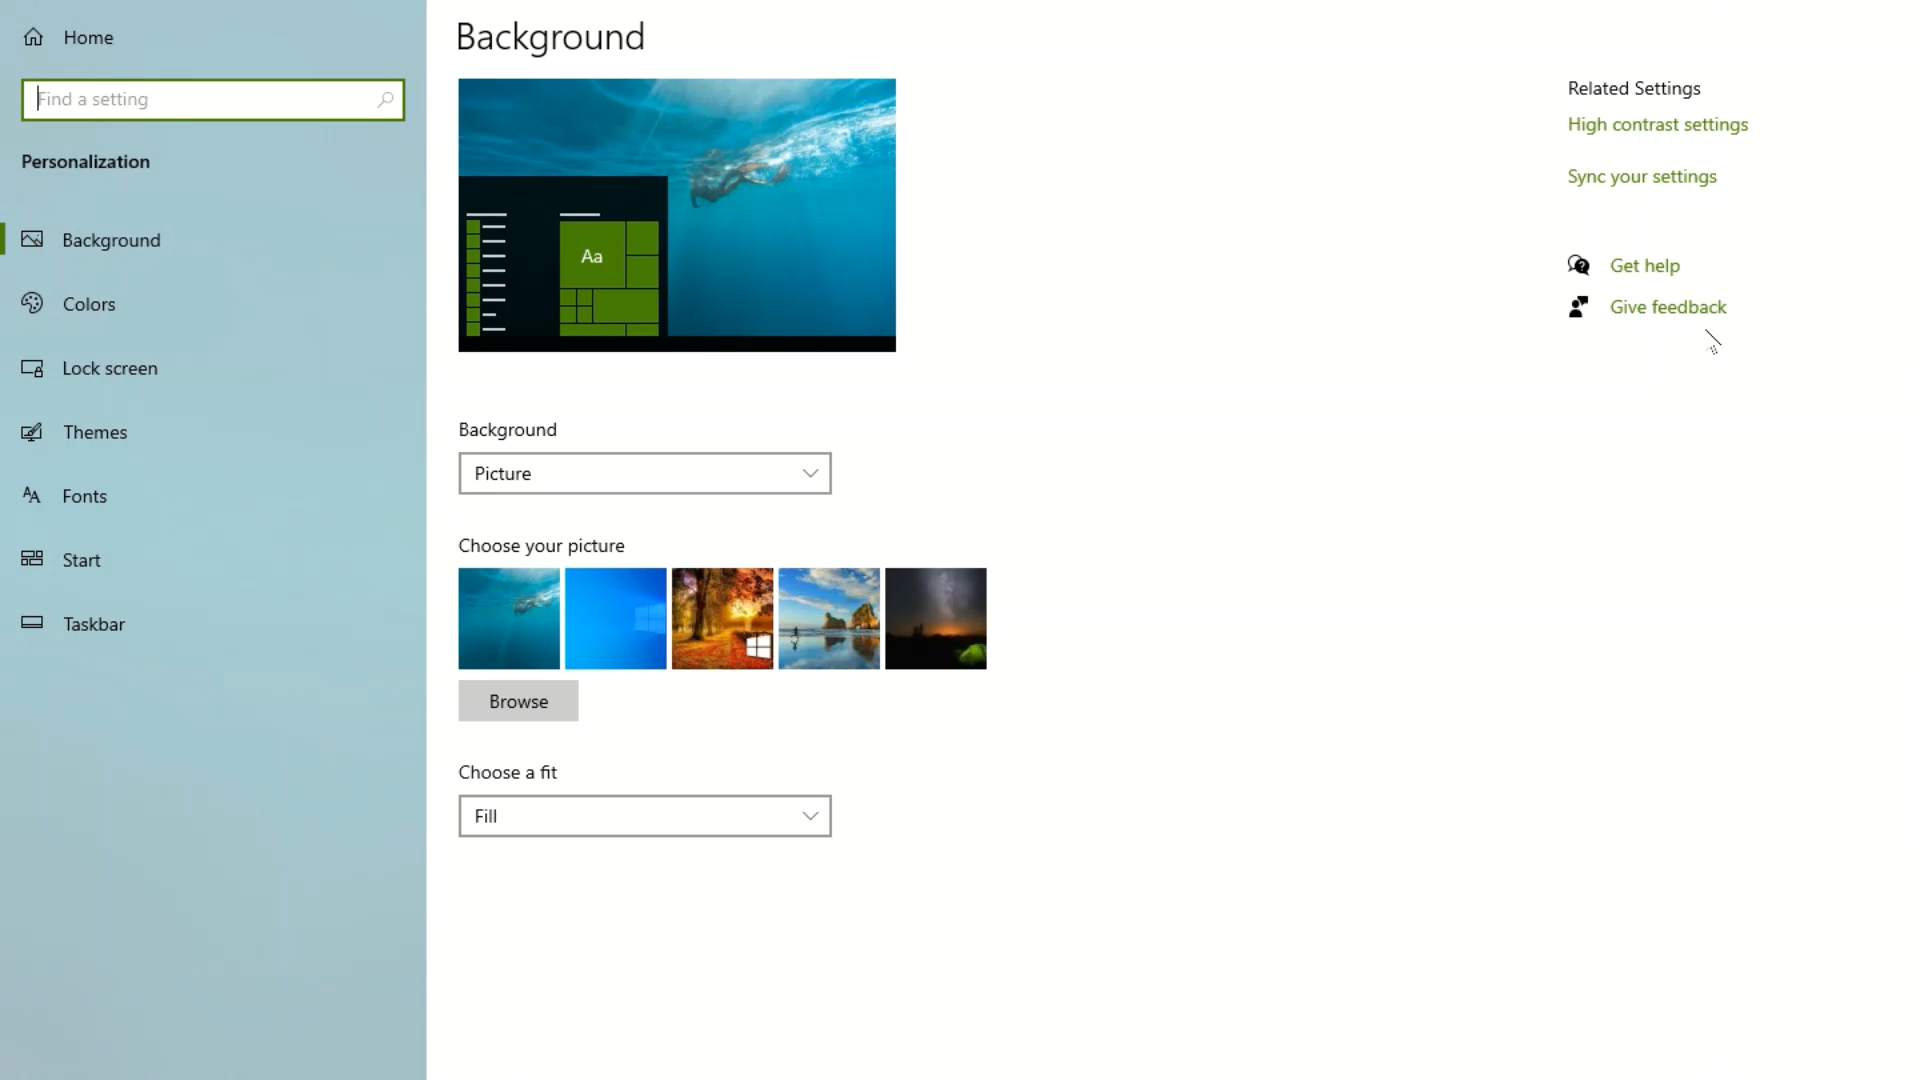 Home
Find a setting
Personalization
Background
Colors
Lock screen
Themes
Fonts
Start
Taskbar
Background
Aa
Background
Picture
Choose your picture
Browse
Choose a fit
Fill
Related Settings
High contrast settings
Sync your settings
Get help
Give feedback